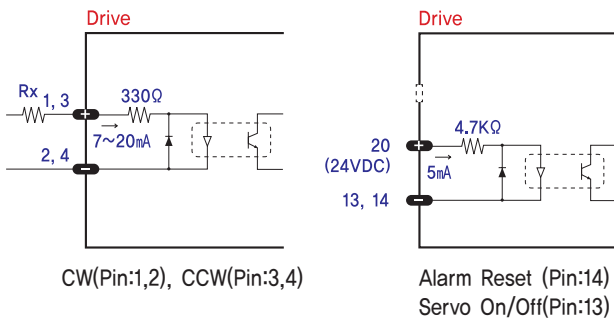 Drive
Rx
1, 3
330Ω
7~20mA
2, 4
CW(Pin:1,2), CCW(Pin:3,4)
Drive
20
(24VDC)
4.7KΩ
5mA
13, 14
Alarm Reset (Pin:14)
Servo On/Off(Pin:13)